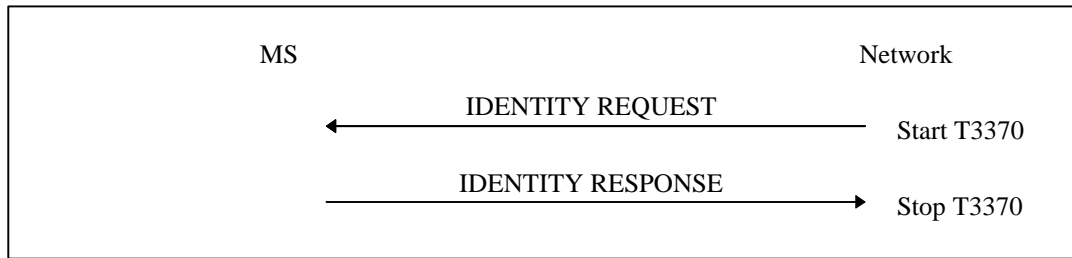 MS Network
IDENTITY REQUEST
Start T3370
IDENTITY RESPONSE
Stop T3370